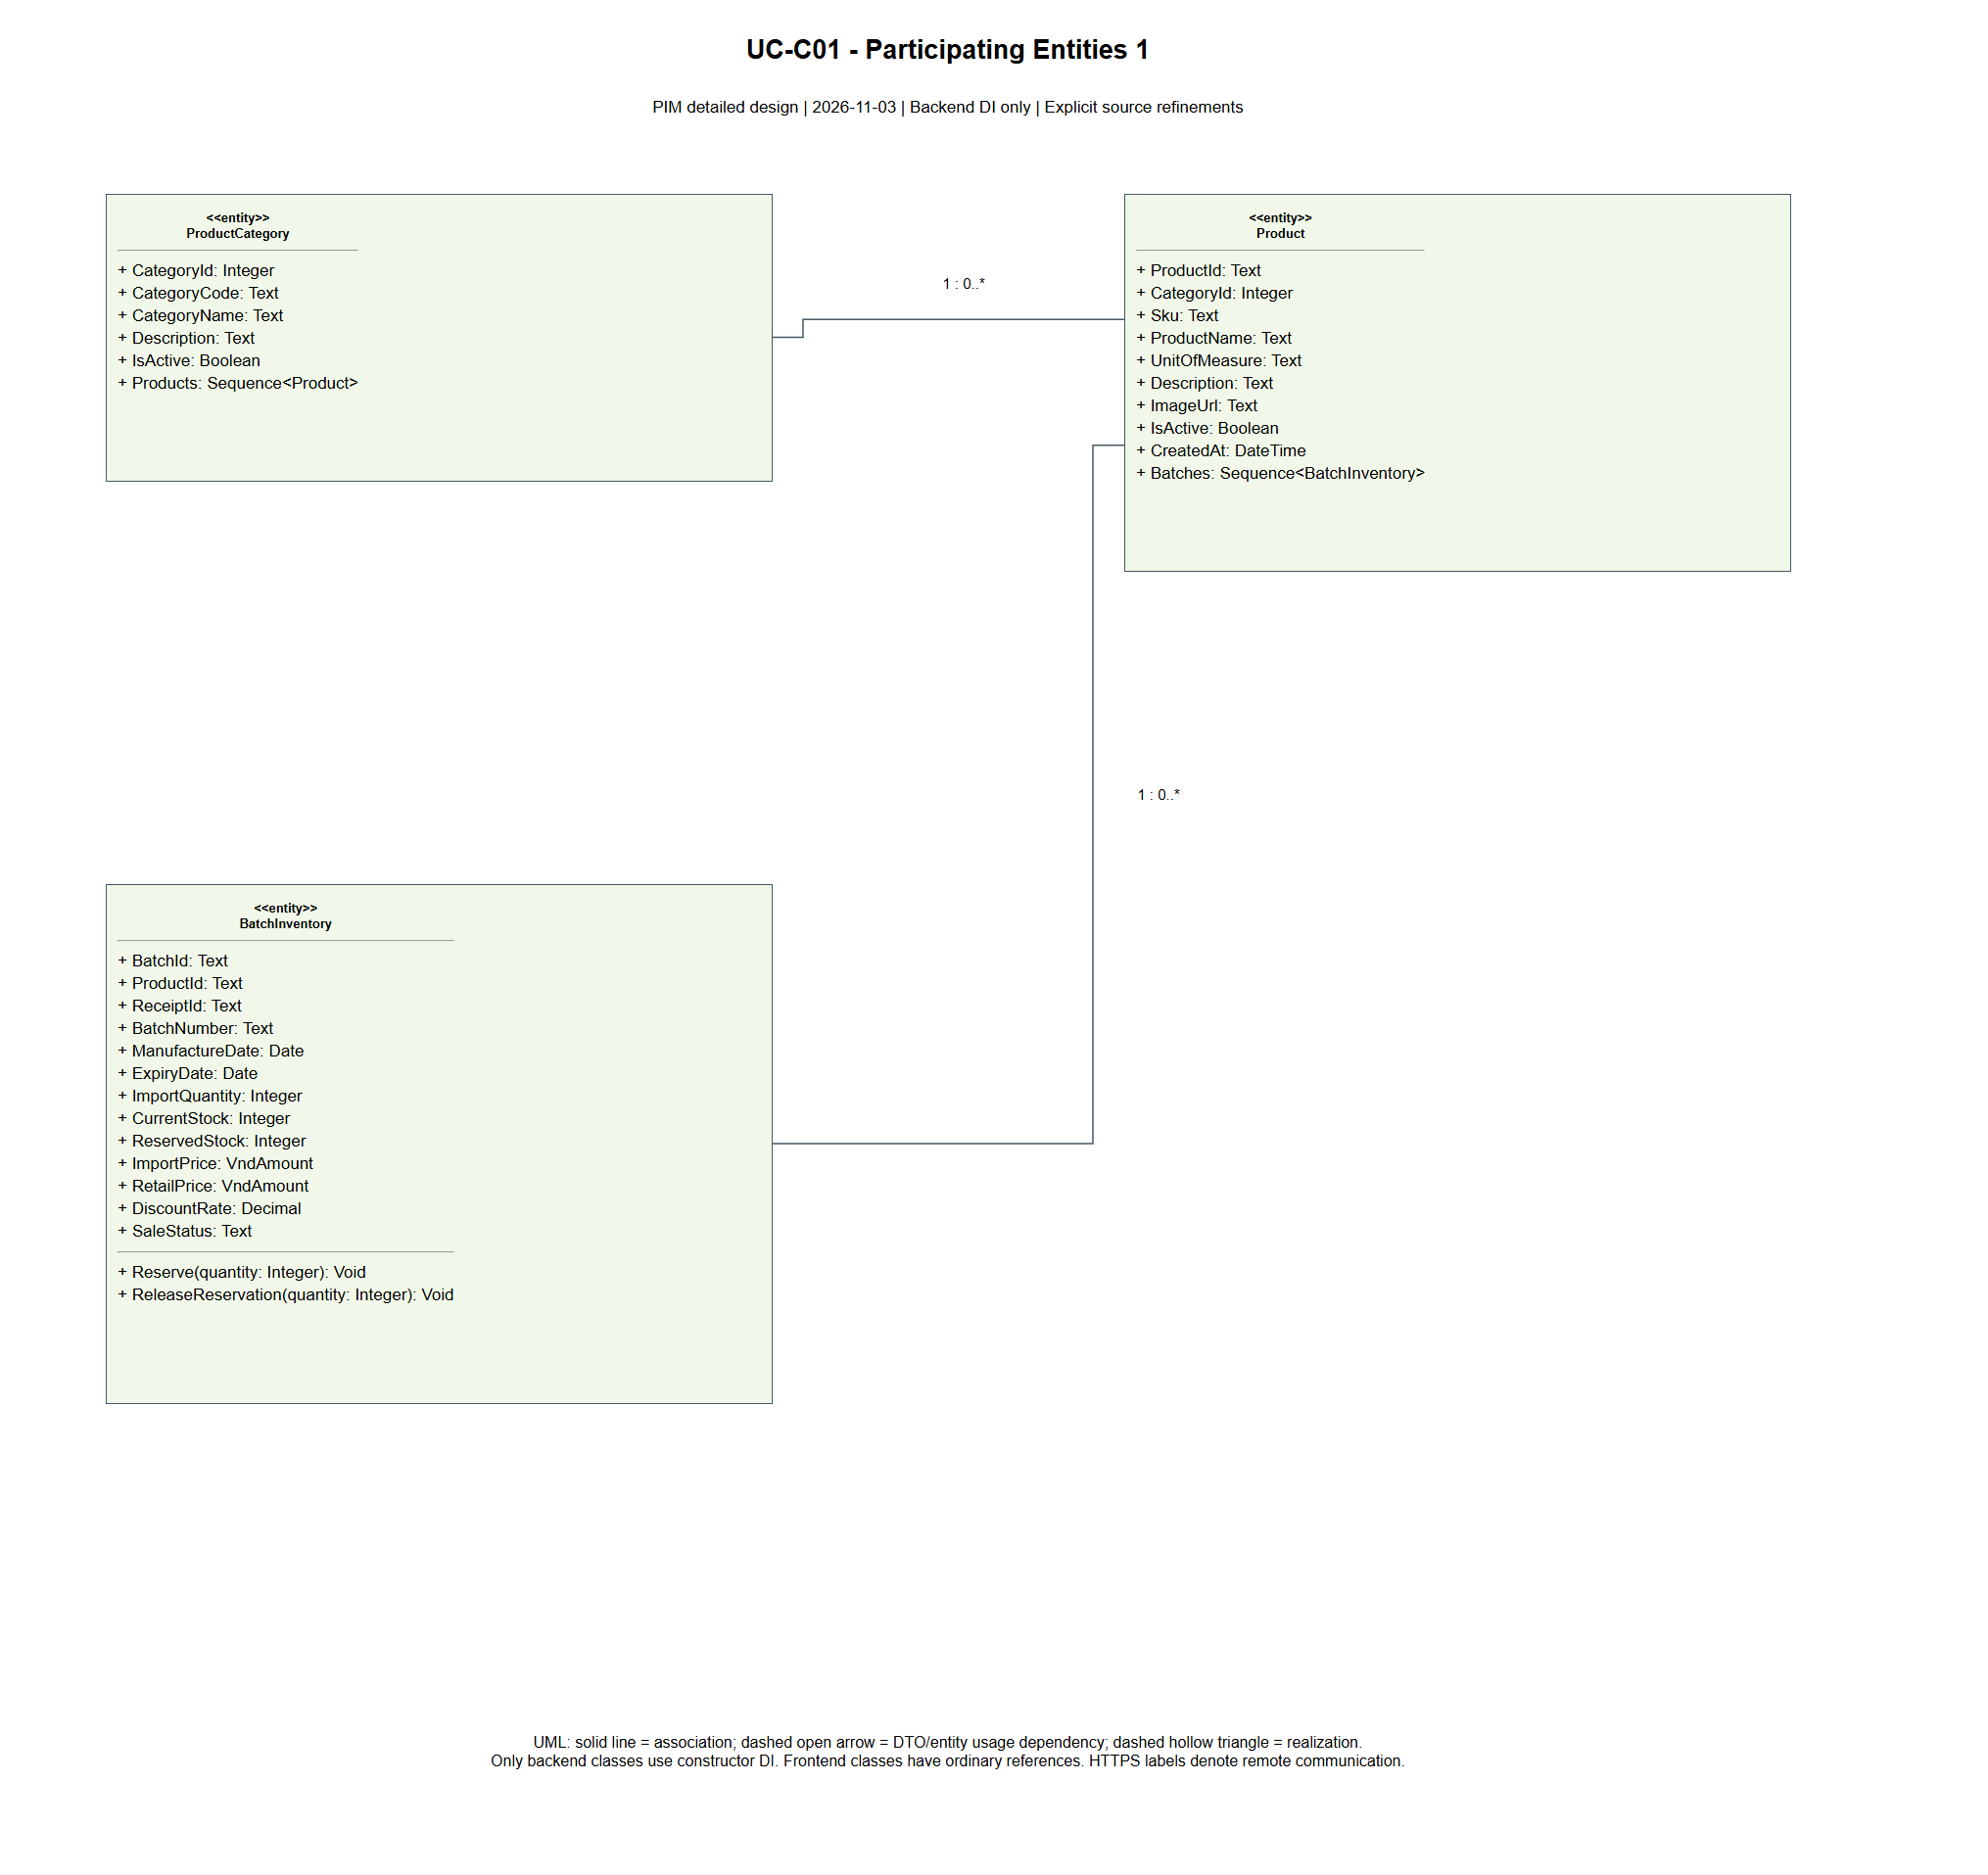 UC-C01 - Participating Entities 1
PIM detailed design | 2026-11-03 | Backend DI only | Explicit source refinements
<<entity>>
ProductCategory
+ CategoryId: Integer
+ CategoryCode: Text
+ CategoryName: Text
+ Description: Text
+ IsActive: Boolean
+ Products: Sequence<Product>
1 : 0..*
<<entity>>
Product
+ ProductId: Text
+ CategoryId: Integer
+ Sku: Text
+ ProductName: Text
+ UnitOfMeasure: Text
+ Description: Text
+ ImageUrl: Text
+ IsActive: Boolean
+ CreatedAt: DateTime
+ Batches: Sequence<BatchInventory>
1 : 0..*
<<entity>>
BatchInventory
+ BatchId: Text
+ ProductId: Text
+ ReceiptId: Text
+ BatchNumber: Text
+ ManufactureDate: Date
+ ExpiryDate: Date
+ ImportQuantity: Integer
+ CurrentStock: Integer
+ ReservedStock: Integer
+ ImportPrice: VndAmount
+ RetailPrice: VndAmount
+ DiscountRate: Decimal
+ SaleStatus: Text
+ Reserve(quantity: Integer): Void
+ ReleaseReservation(quantity: Integer): Void
UML: solid line = association; dashed open arrow = DTO/entity usage dependency; dashed hollow triangle = realization.
Only backend classes use constructor DI. Frontend classes have ordinary references. HTTPS labels denote remote communication.